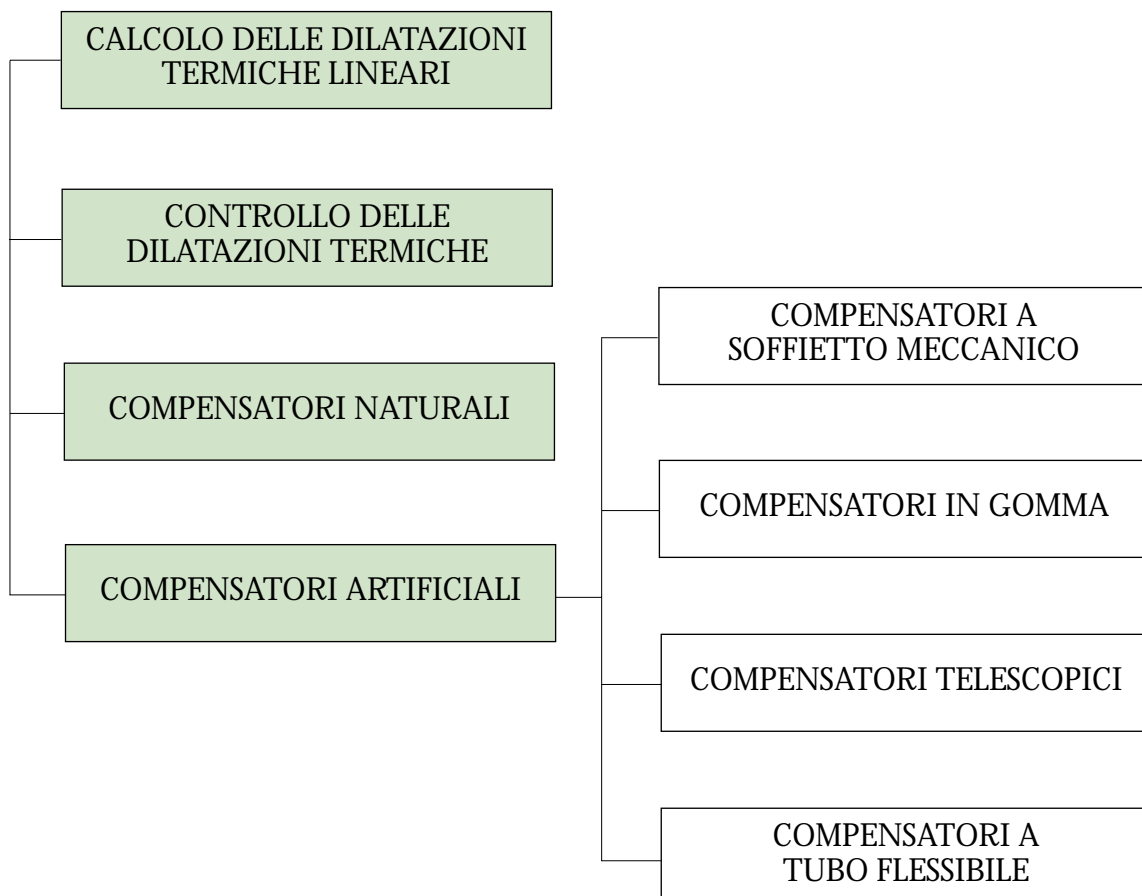 CALCOLO DELLE DILATAZIONI
TERMICHE LINEARI
CONTROLLO DELLE
DILATAZIONI TERMICHE
COMPENSATORI NATURALI
COMPENSATORI ARTIFICIALI
COMPENSATORI A
SOFFIETTO MECCANICO
COMPENSATORI IN GOMMA
COMPENSATORI TELESCOPICI
COMPENSATORI A
TUBO FLESSIBILE